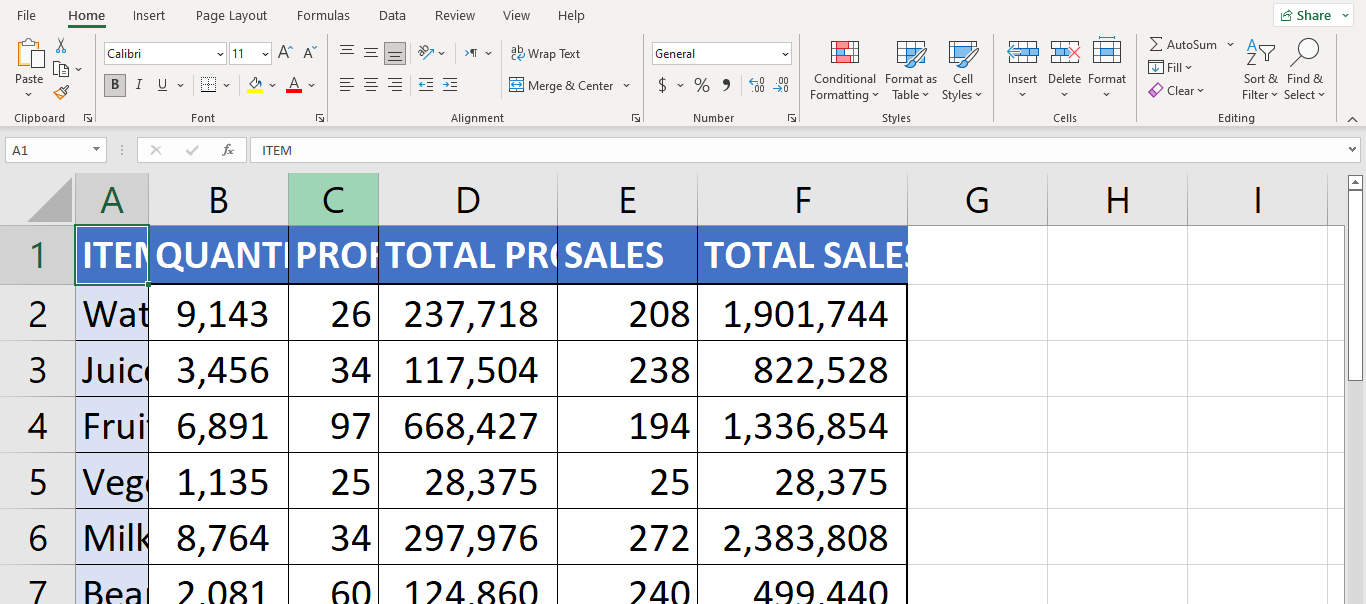 File Home Insert Page Layout Formulas Data Review View Help Share
Calibri 11 A A Wrap Text General AutoSum
Paste B I U A Merge & Center $ % Conditional Formatting Format as Table Cell Styles Insert Delete Format Fill Clear Sort & Filter Find & Select
Clipboard Font Alignment Number Styles Cells Editing
A1 fx ITEM
A B C D E F G H I
1 ITEM QUANTI PROF TOTAL PRO SALES TOTAL SALES
2 Wat 9,143 26 237,718 208 1,901,744
3 Juice 3,456 34 117,504 238 822,528
4 Frui 6,891 97 668,427 194 1,336,854
5 Vege 1,135 25 28,375 25 28,375
6 Milk 8,764 34 297,976 272 2,383,808
7 Bea 2,081 60 124,860 240 499,440